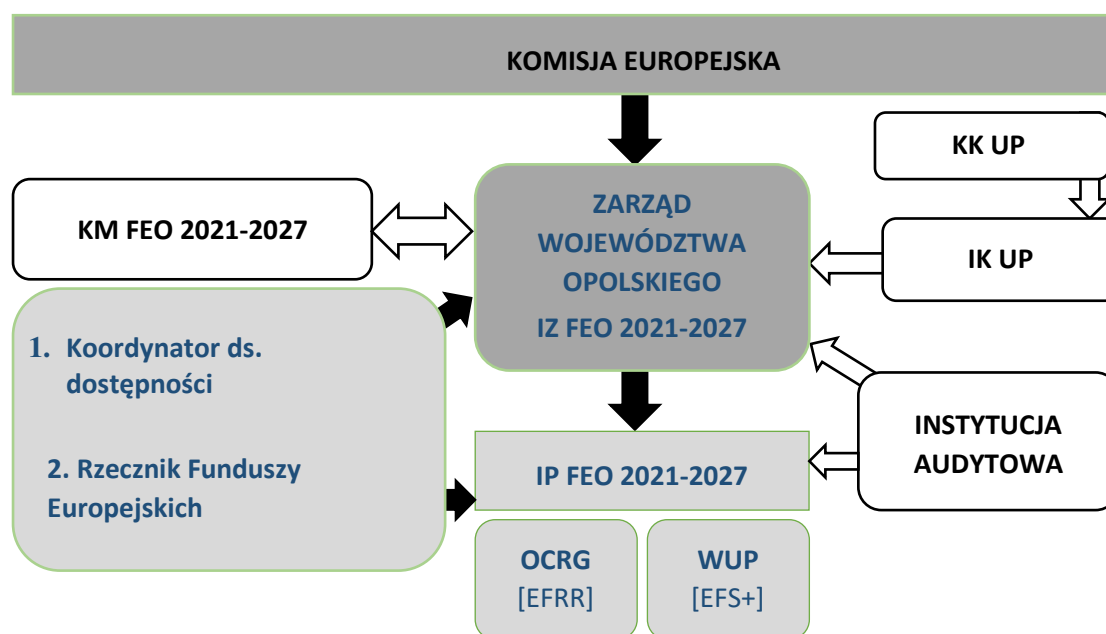 KOMISJA EUROPEJSKA
KK UP
KM FEO 2021-2027
ZARZĄD
WOJEWÓDZTWA
OPOLSKIEGO
IZ FEO 2021-2027
IK UP
1. Koordynator ds.
dostępności
2. Rzecznik Funduszy
Europejskich
INSTYTUCJA
AUDYTOWA
IP FEO 2021-2027
OCRG
[EFRR]
WUP
[EFS+]